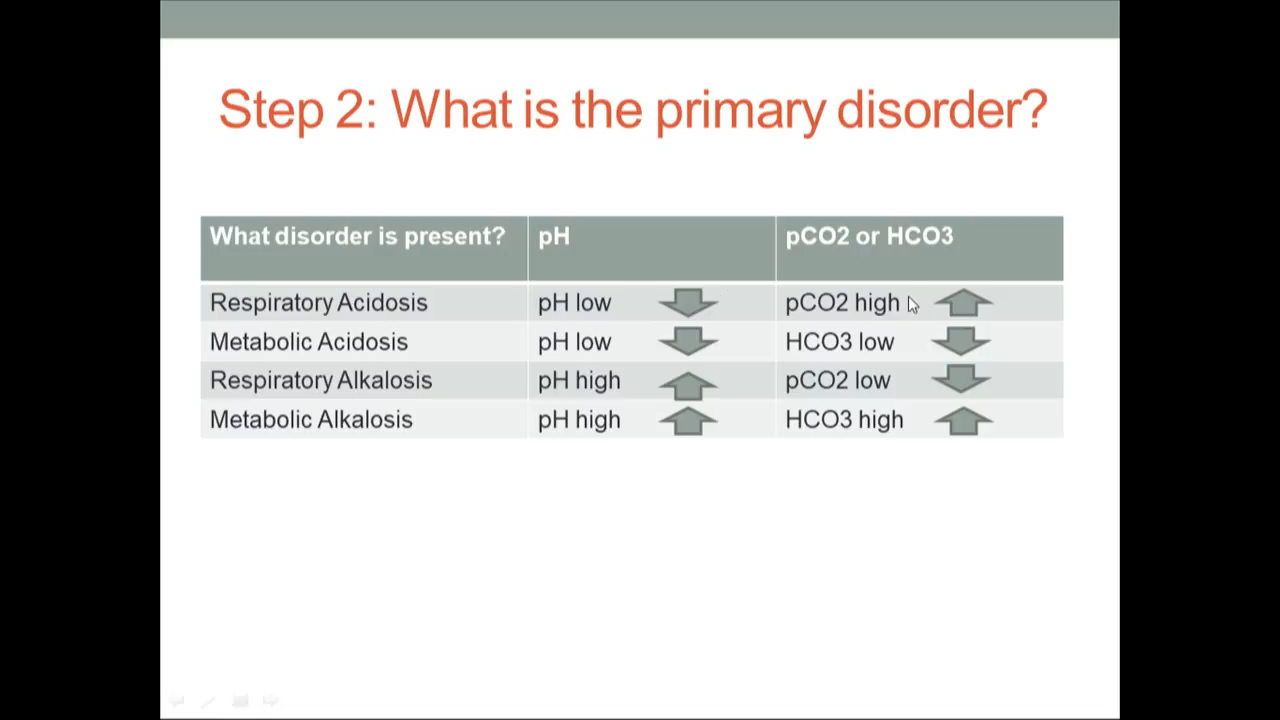 Step 2: What is the primary disorder?
What disorder is present? pH pCO2 or HCO3
Respiratory Acidosis pH low pCO2 high
Metabolic Acidosis pH low HCO3 low
Respiratory Alkalosis pH high pCO2 low
Metabolic Alkalosis pH high HCO3 high